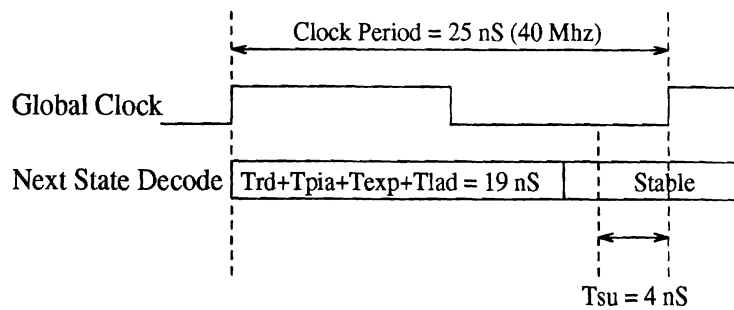 Clock Period = 25 nS (40 Mhz)
Global Clock
Next State Decode
Trd+Tpia+Texp+Tlad = 19 nS
Stable
Tsu = 4 nS